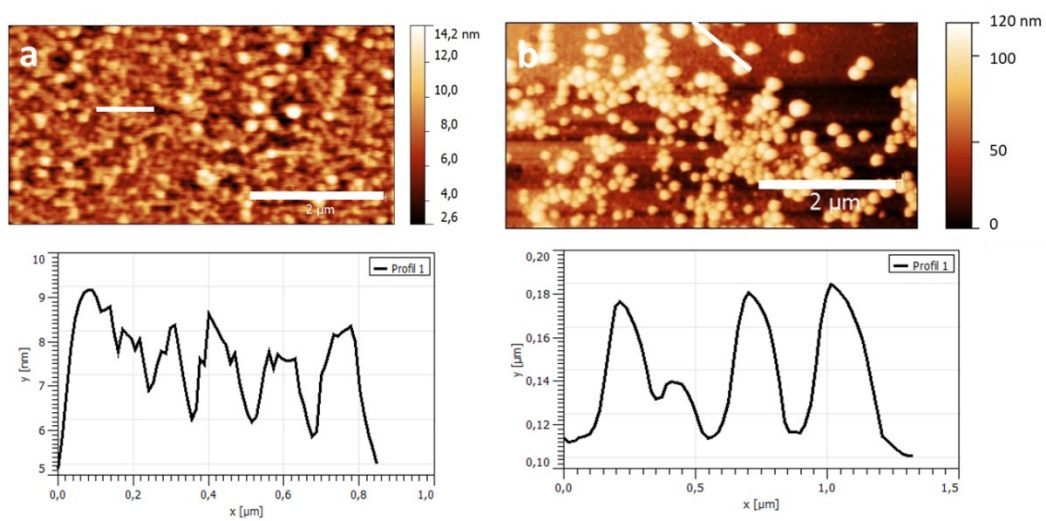 a
14,2 nm
12,0
10,0
8,0
6,0
4,0
2,6
2 µm
b
120 nm
100
50
0
2 µm
10
9
8
7
6
5
y [nm]
Profil 1
0,0
0,2
0,4
0,6
0,8
1,0
x [µm]
0,20
0,18
0,16
0,14
0,12
0,10
y [µm]
Profil 1
0,0
0,5
1,0
1,5
x [µm]